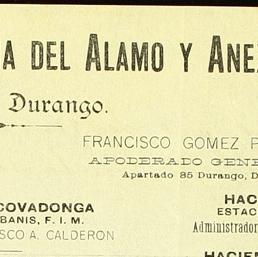 A DEL ALAMO Y ANE
Durango.
FRANCISCO GOMEZ P
APODERADO GENE
Apartado 85 Durango, D
COVADONGA
BANIS, F. I. M.
SCO A. CALDERON
HAC
ESTAC
Administrador
HACIEN